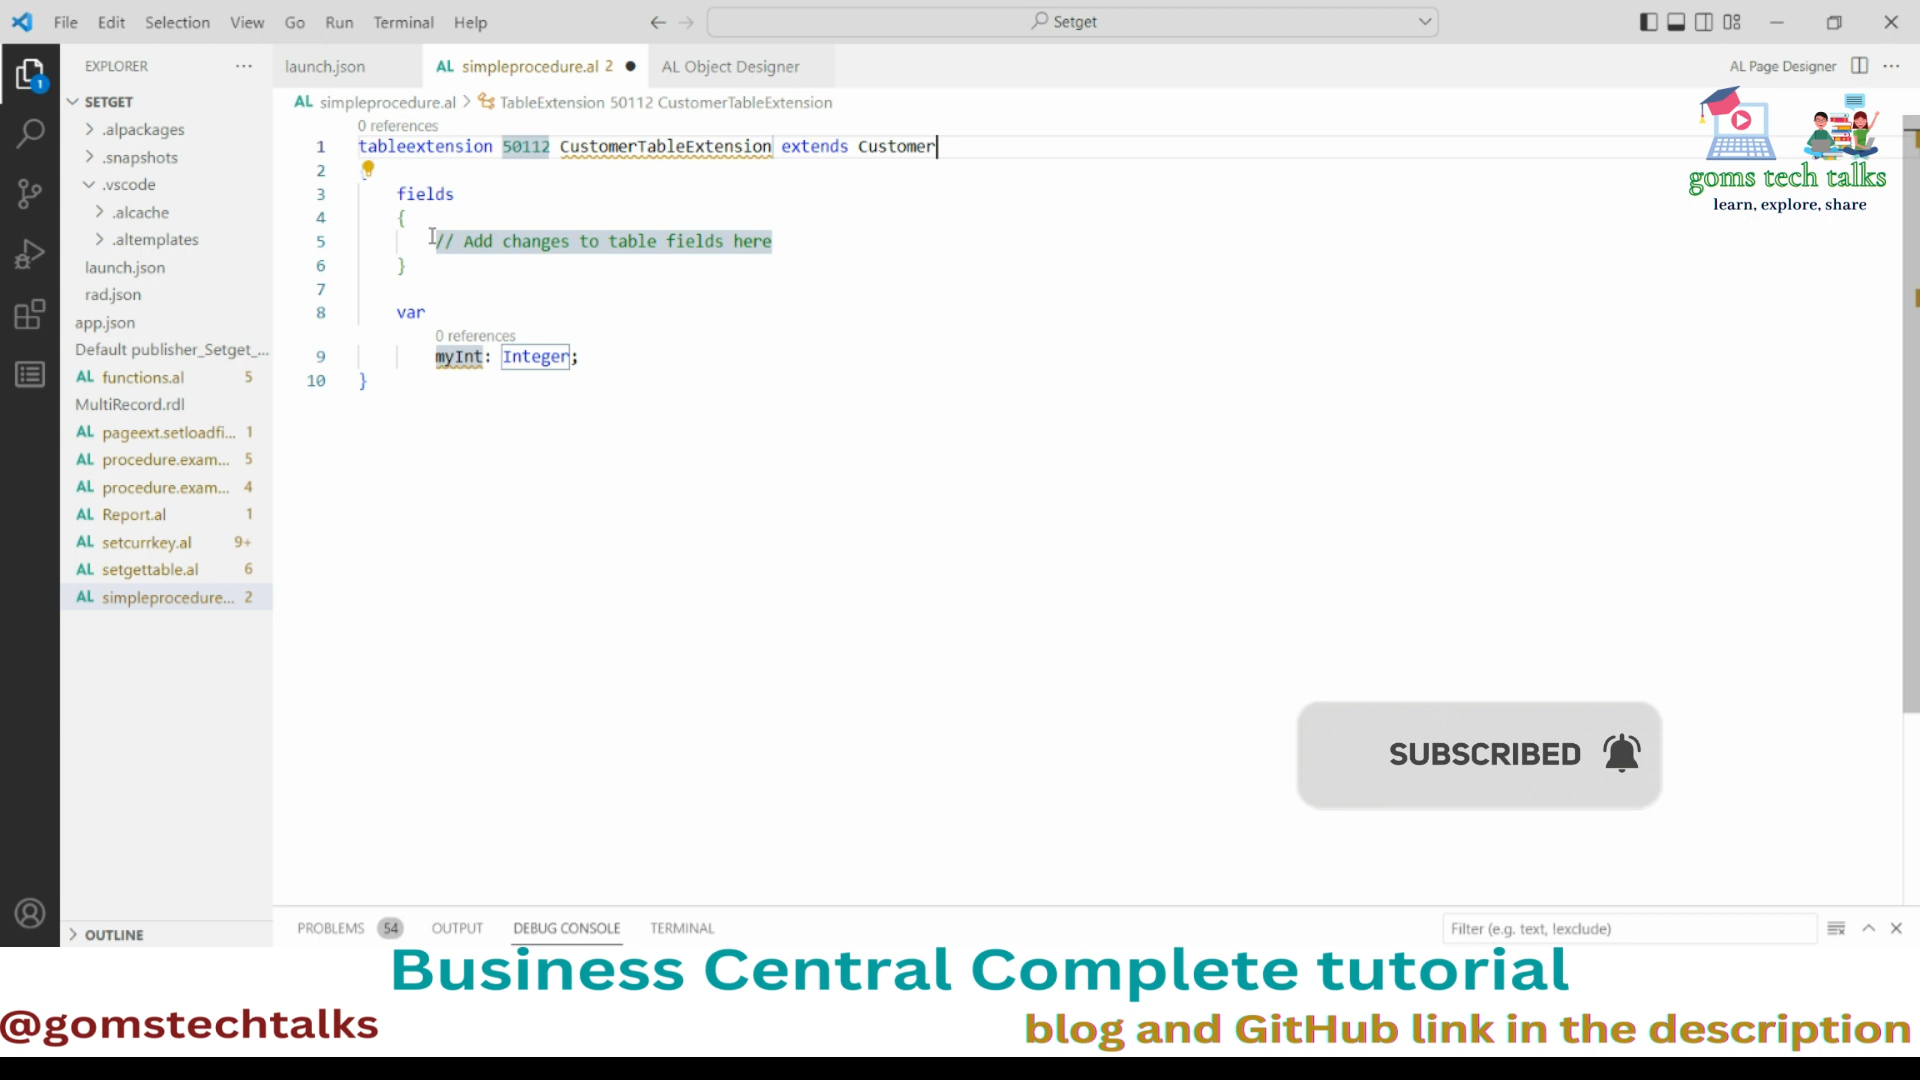 File Edit Selection View Go Run Terminal Help
Setget
EXPLORER
SETGET
.alpackages
.snapshots
.vscode
.alcache
.altemplates
launch.json
rad.json
app.json
Default publisher_Setget_...
AL functions.al 5
MultiRecord.rdl
AL pageext.setloadfi... 1
AL procedure.exam... 5
AL procedure.exam... 4
AL Report.al 1
AL setcurrkey.al 9+
AL setgettable.al 6
AL simpleprocedure... 2
OUTLINE
1
launch.json
AL simpleprocedure.al 2
AL Object Designer
AL Page Designer
AL simpleprocedure.al > TableExtension 50112 CustomerTableExtension
0 references
1 tableextension 50112 CustomerTableExtension extends Customer
2
3 fields
4 {
5 // Add changes to table fields here
6 }
7
8 var
0 references
9 myInt: Integer;
10 }
goms tech talks
learn, explore, share
SUBSCRIBED
PROBLEMS 54 OUTPUT DEBUG CONSOLE TERMINAL
Filter (e.g. text, !exclude)
Business Central Complete tutorial
@gomstechtalks
blog and GitHub link in the description